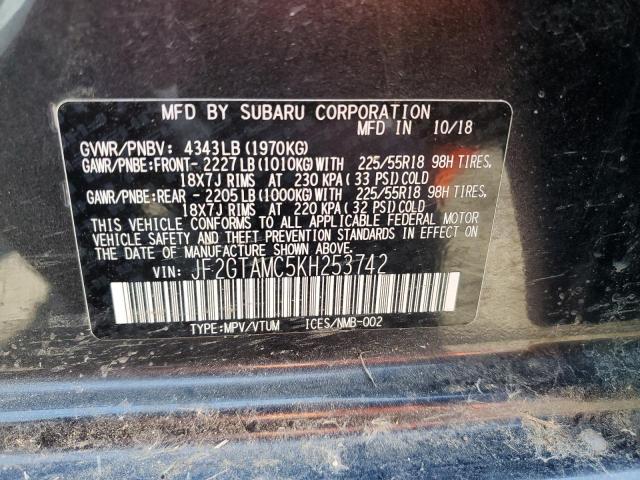 MFD BY SUBARU CORPORATION
MFD IN 10/18
GVWR/PNBV: 4343LB(1970KG)
GAWR/PNBE:FRONT- 2227LB(1010KG)WITH 225/55R18 98H TIRES,
18X7J RIMS AT 230 KPA(33 PSI)COLD
GAWR/PNBE:REAR - 2205LB(1000KG)WITH 225/55R18 98H TIRES,
18X7J RIMS AT 220 KPA(32 PSI)COLD
THIS VEHICLE CONFORMS TO ALL APPLICABLE FEDERAL MOTOR
VEHICLE SAFETY AND THEFT PREVENTION STANDARDS IN EFFECT ON
THE DATE OF MANUFACTURE SHOWN ABOVE.
VIN: JF2GTAMC5KH253742
TYPE:MPV/VTUM ICES/NMB-002